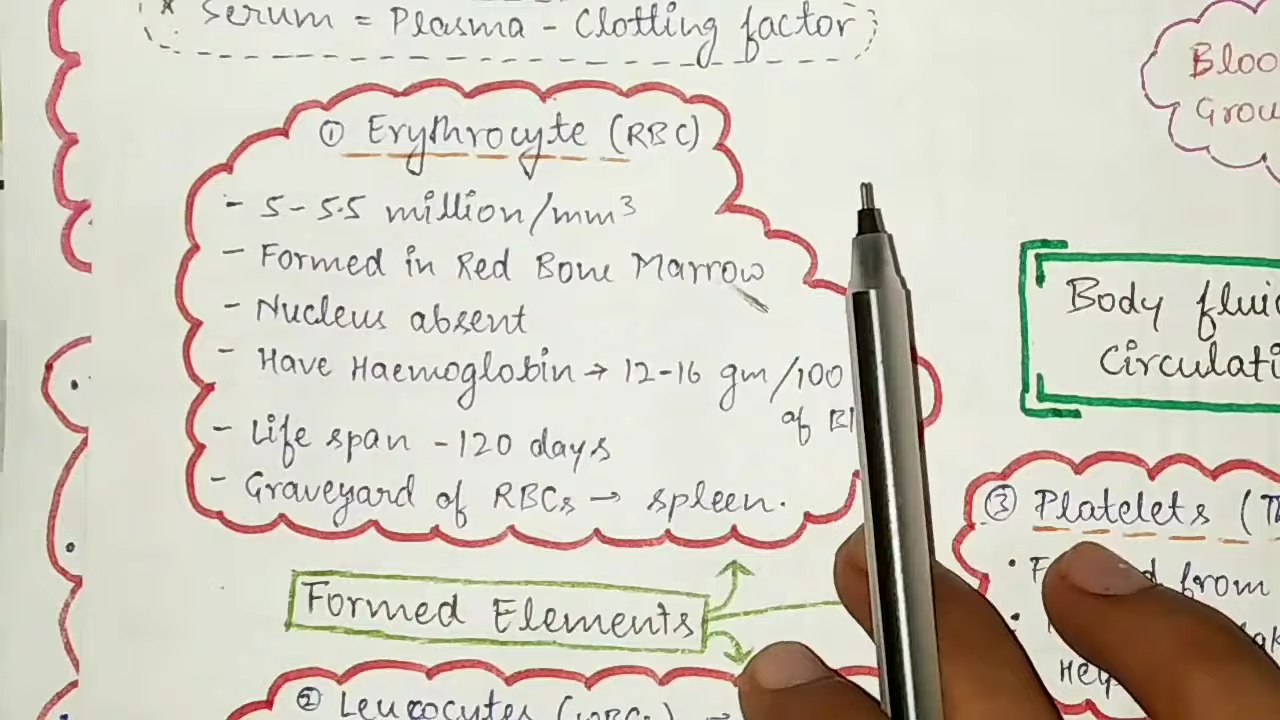 * Serum = Plasma - Clotting factor
① Erythrocyte (RBC)
- 5-5.5 million/mm³
- Formed in Red Bone Marrow
- Nucleus absent
- Have Haemoglobin → 12-16 gm/100
of Bl
- Life span - 120 days
- Graveyard of RBCs → spleen.
Formed Elements
② Leucocytes (WBCs) →
Bloo
Grou
Body flui
Circulati
③ Platelets (T
from